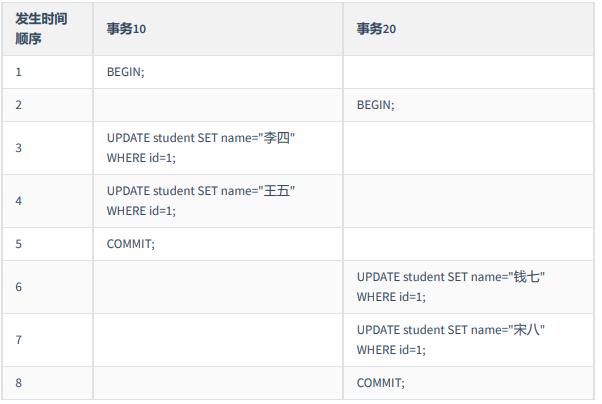 发生时间 事务10 事务20
顺序
1 BEGIN;
2 BEGIN;
3 UPDATE student SET name="李四"
WHERE id=1;
4 UPDATE student SET name="王五"
WHERE id=1;
5 COMMIT;
6 UPDATE student SET name="钱七"
WHERE id=1;
7 UPDATE student SET name="宋八"
WHERE id=1;
8 COMMIT;